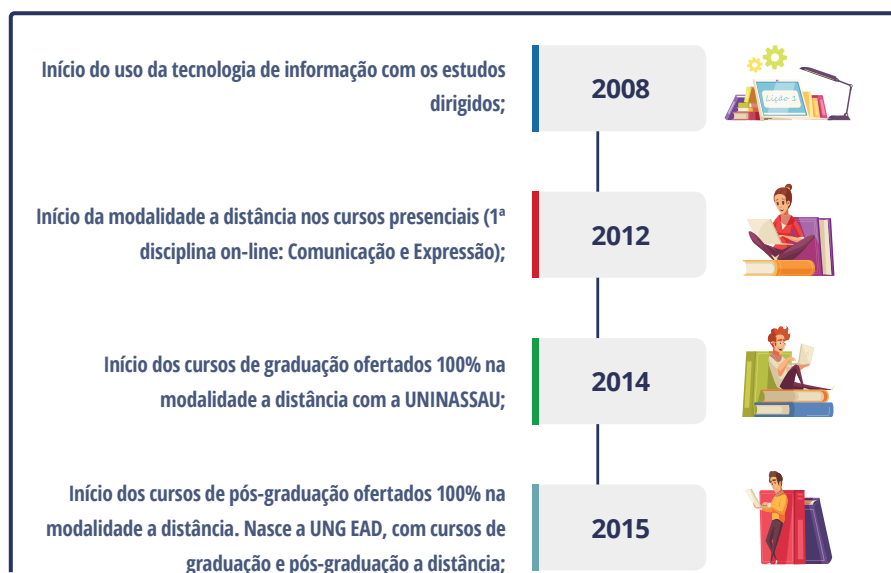 Início do uso da tecnologia de informação com os estudos
dirigidos;
2008
Lição 1
Início da modalidade a distância nos cursos presenciais (1ª
disciplina on-line: Comunicação e Expressão);
2012
Início dos cursos de graduação ofertados 100% na
modalidade a distância com a UNINASSAU;
2014
Início dos cursos de pós-graduação ofertados 100% na
modalidade a distância. Nasce a UNG EAD, com cursos de
graduação e pós-graduação a distância;
2015